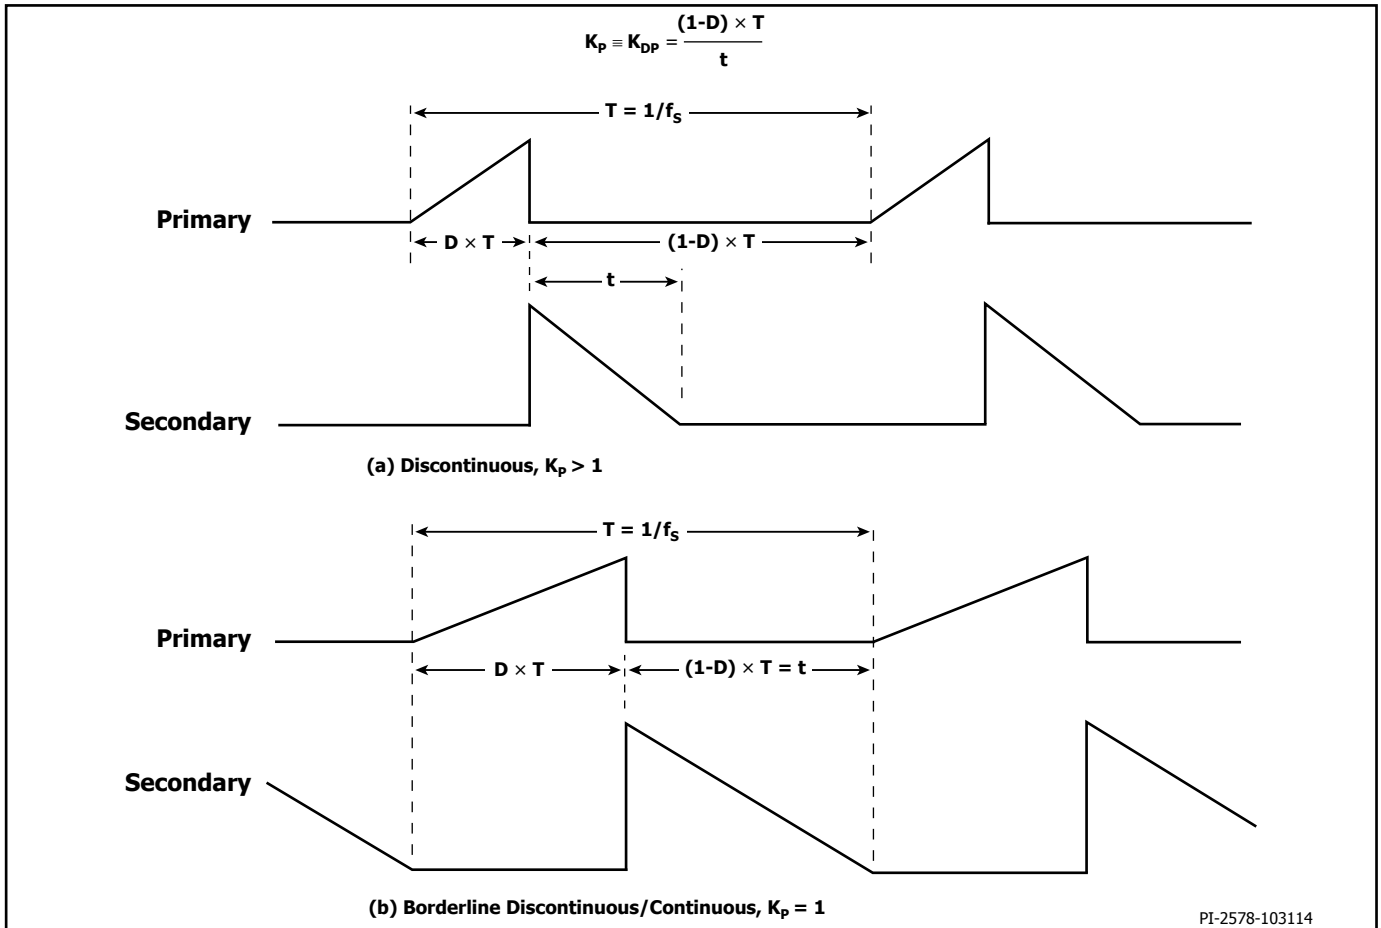 K_P ≡ K_DP = (1-D) × T / t
T = 1/f_S
Primary
D × T
(1-D) × T
t
Secondary
(a) Discontinuous, K_P > 1
T = 1/f_S
Primary
D × T
(1-D) × T = t
Secondary
(b) Borderline Discontinuous/Continuous, K_P = 1
PI-2578-103114